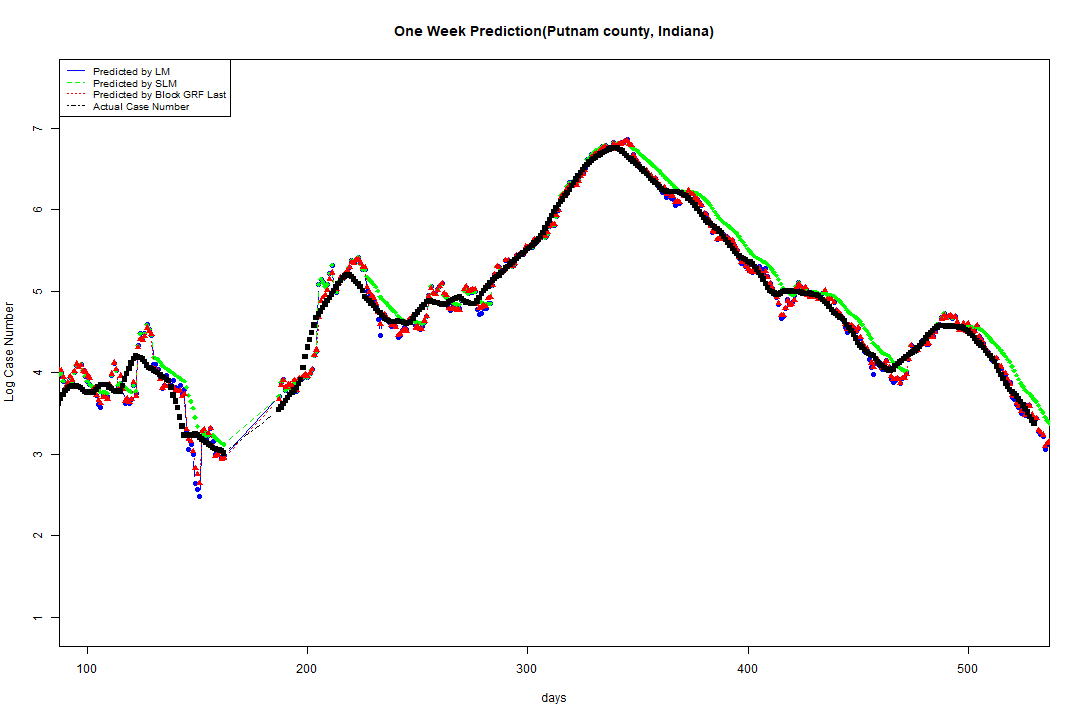 One Week Prediction(Putnam county, Indiana)
Predicted by LM
Predicted by SLM
Predicted by Block GRF Last
Actual Case Number
Log Case Number
7
6
5
4
3
2
1
100 200 300 400 500
days